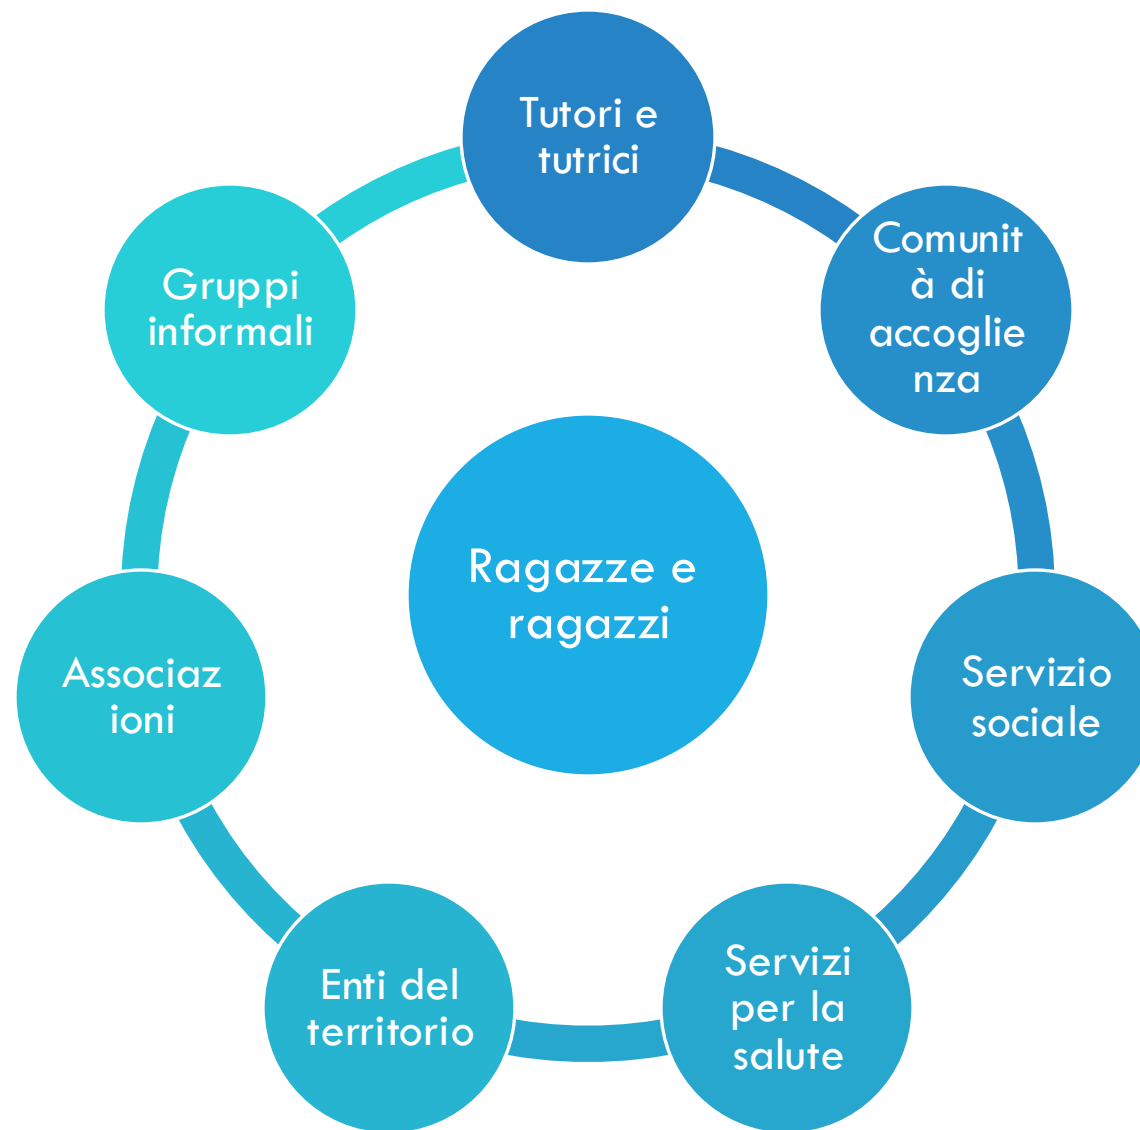 Tutori e
tutrici
Comunit
à di
accoglie
nza
Servizio
sociale
Servizi
per la
salute
Enti del
territorio
Associaz
ioni
Gruppi
informali
Ragazze e
ragazzi